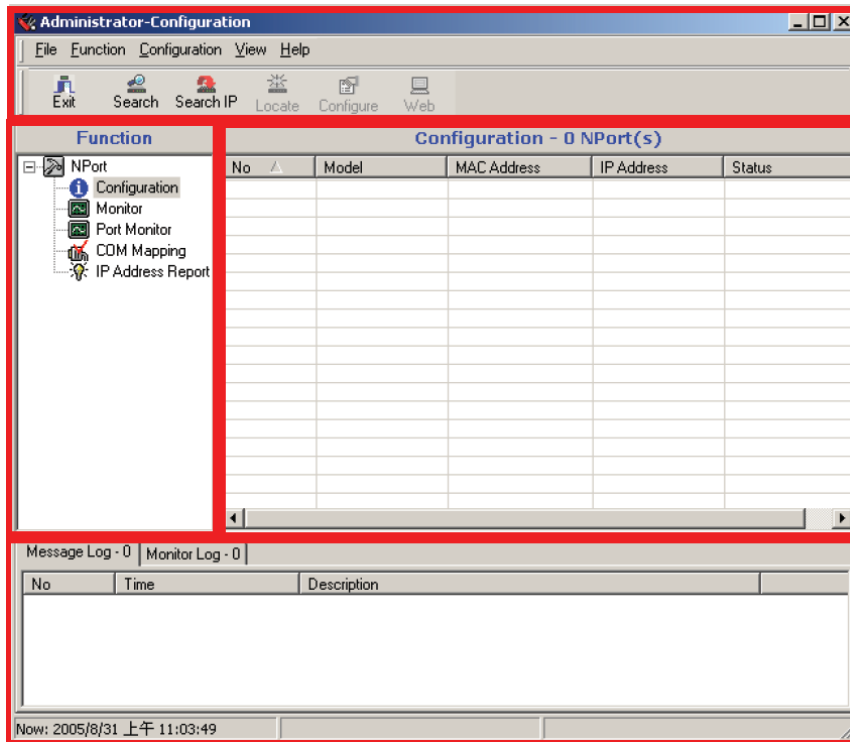 Administrator-Configuration
File Function Configuration View Help
Exit Search Search IP Locate Configure Web
Function
NPort
Configuration
Monitor
Port Monitor
COM Mapping
IP Address Report
Configuration - 0 NPort(s)
No Model MAC Address IP Address Status
Message Log - 0 Monitor Log - 0
No Time Description
Now: 2005/8/31 上午 11:03:49